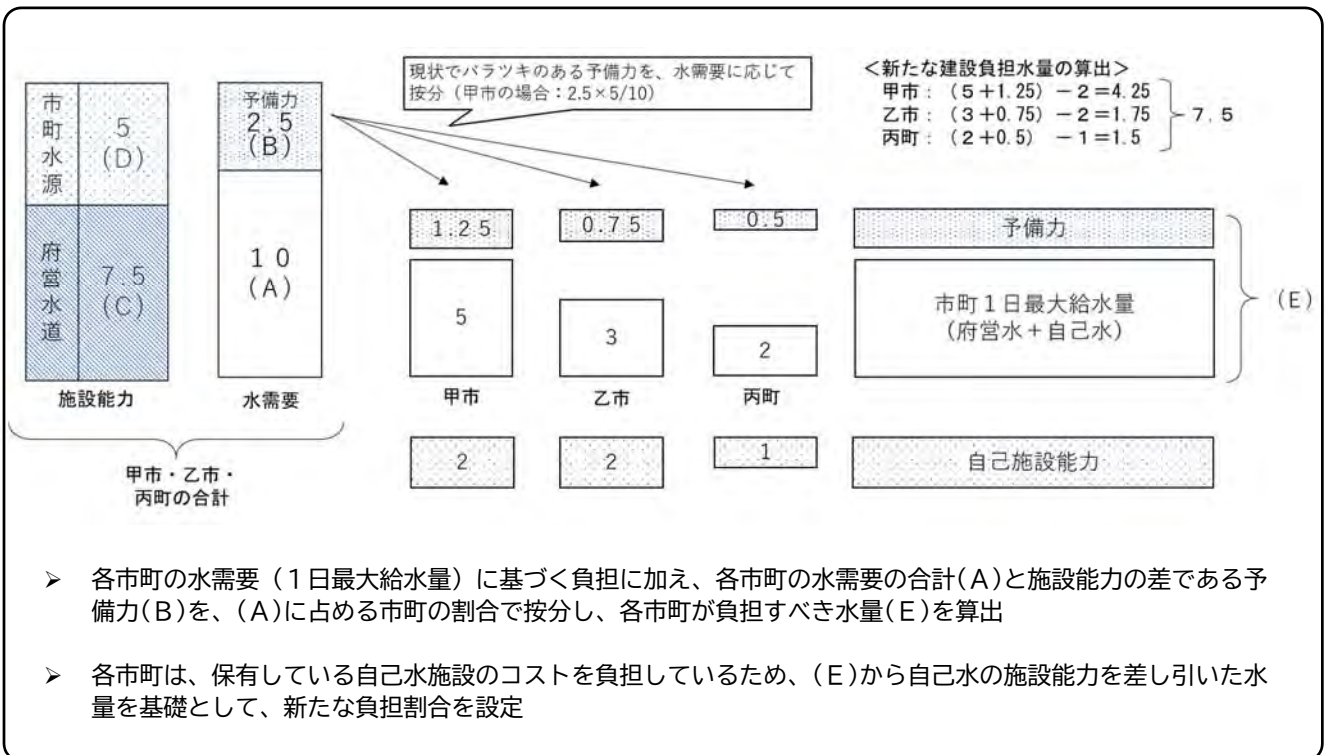 現状でバラツキのある予備力を、水需要に応じて
按分（甲市の場合：2.5×5/10）
＜新たな建設負担水量の算出＞
甲市： （５+1.25） －２=4.25
乙市： （３+0.75） －２=1.75
丙町： （２+0.5） －１=1.5
７.５
市町水源
５
(D)
府営水道
7.5
(C)
施設能力
予備力
2.5
(B)
１０
(A)
水需要
甲市・乙市・
丙町の合計
1.25
0.75
0.5
予備力
5
3
2
市町１日最大給水量
（府営水＋自己水）
(E)
甲市
乙市
丙町
2
2
1
自己施設能力
➢ 各市町の水需要（１日最大給水量）に基づく負担に加え、各市町の水需要の合計(Ａ)と施設能力の差である予
備力(Ｂ)を、(Ａ)に占める市町の割合で按分し、各市町が負担すべき水量(Ｅ)を算出
➢ 各市町は、保有している自己水施設のコストを負担しているため、(Ｅ)から自己水の施設能力を差し引いた水
量を基礎として、新たな負担割合を設定